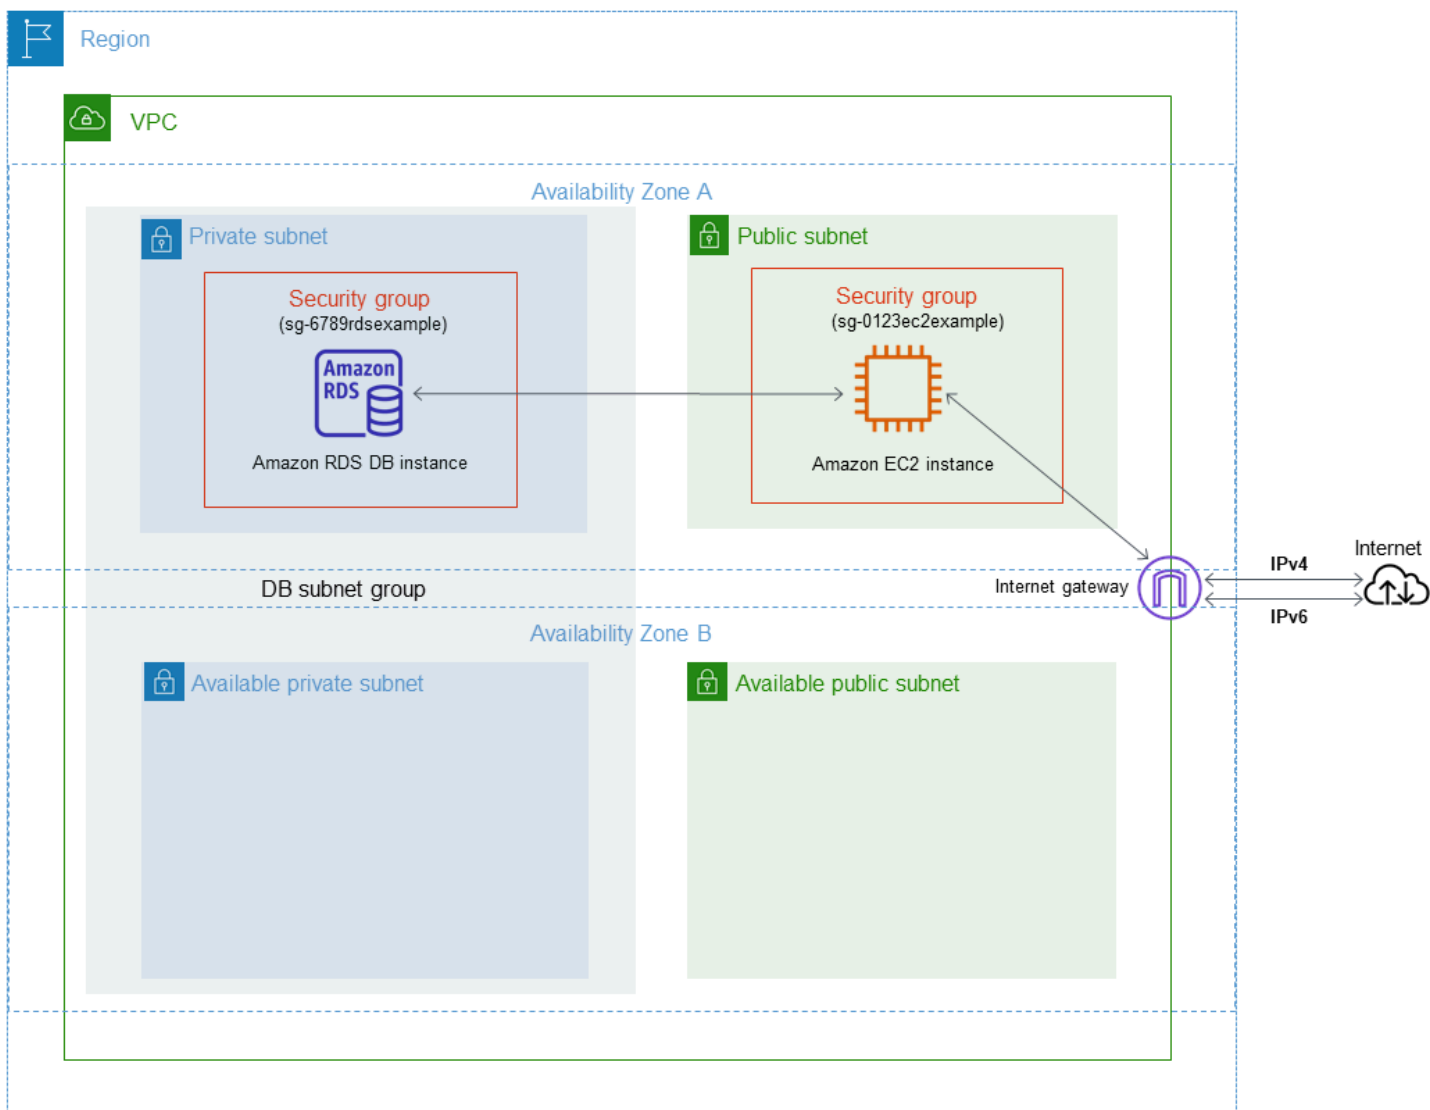 Region
VPC
Availability Zone A
Private subnet
Public subnet
Security group
(sg-6789rdsexample)
Security group
(sg-0123ec2example)
Amazon
RDS
Amazon RDS DB instance
Amazon EC2 instance
Internet
IPv4
DB subnet group
Internet gateway
IPv6
Availability Zone B
Available private subnet
Available public subnet